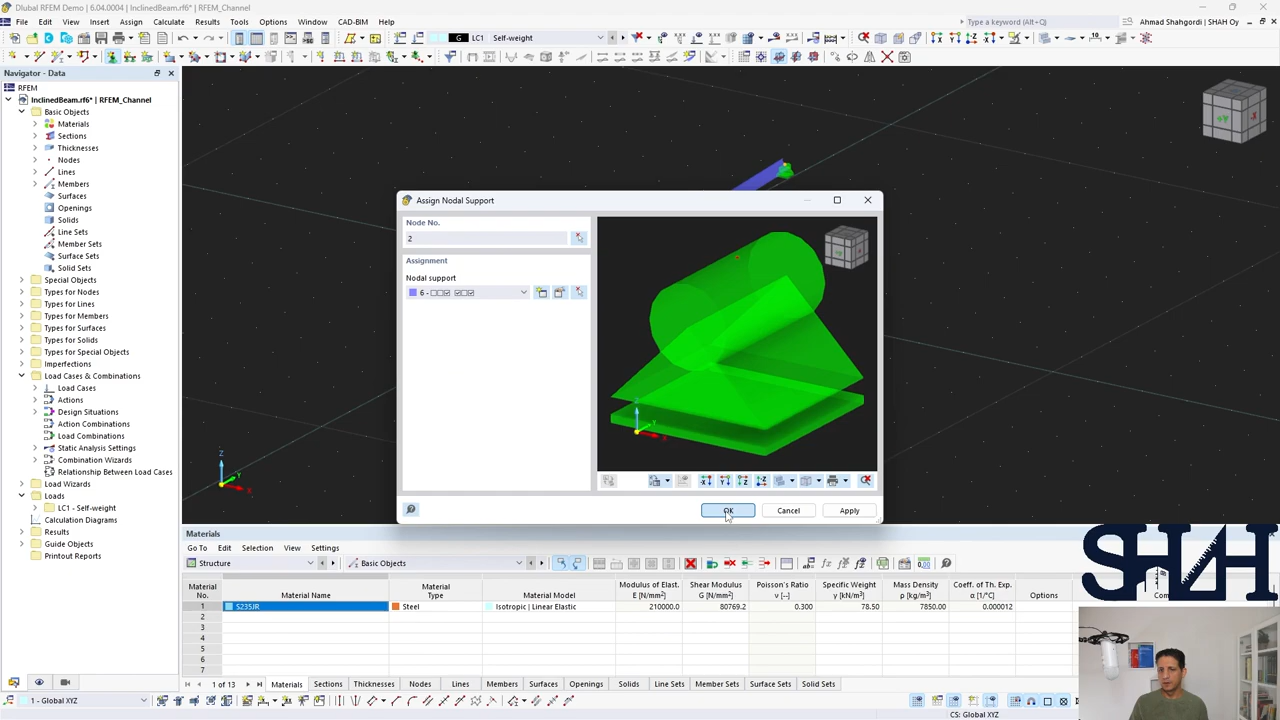 Dlubal RFEM Demo | 6.04.0004 | InclinedBeam.rf6* | RFEM_Channel
File Edit View Insert Assign Calculate Results Tools Options Window CAD-BIM Help
Type a keyword (Alt+Q)
Ahmad Shahgordi | SHAH Oy
G LC1 Self-weight
Navigator - Data
RFEM
InclinedBeam.rf6* | RFEM_Channel
Basic Objects
Materials
Sections
Thicknesses
Nodes
Lines
Members
Surfaces
Openings
Solids
Line Sets
Member Sets
Surface Sets
Solid Sets
Special Objects
Types for Nodes
Types for Lines
Types for Members
Types for Surfaces
Types for Solids
Types for Special Objects
Imperfections
Load Cases & Combinations
Load Cases
Actions
Design Situations
Action Combinations
Load Combinations
Static Analysis Settings
Combination Wizards
Relationship Between Load Cases
Load Wizards
Loads
LC1 - Self-weight
Calculation Diagrams
Results
Guide Objects
Printout Reports
Assign Nodal Support
Node No.
2
Assignment
Nodal support
6 -
OK Cancel Apply
Z
Y
X
Materials
Go To Edit Selection View Settings
Structure Basic Objects
Material No. Material Name Material Type Material Model Modulus of Elast. E [N/mm²] Shear Modulus G [N/mm²] Poisson's Ratio ν [--] Specific Weight γ [kN/m³] Mass Density ρ [kg/m³] Coeff. of Th. Exp. α [1/°C] Options
1 S235JR Steel Isotropic | Linear Elastic 210000.0 80769.2 0.300 78.50 7850.00 0.000012
2
3
4
5
6
7
1 of 13 Materials Sections Thicknesses Nodes Lines Members Surfaces Openings Solids Line Sets Member Sets Surface Sets Solid Sets
1 - Global XYZ
CS: Global XYZ
SHAH